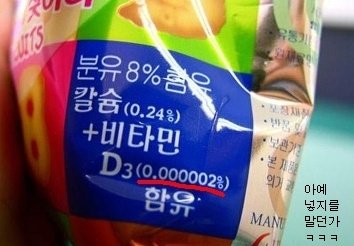 분유8%함유
칼슘(0.24%)
+비타민
D3(0.000002%)
함유
MANU
아예
넣지를
말던가
ㅋㅋㅋ